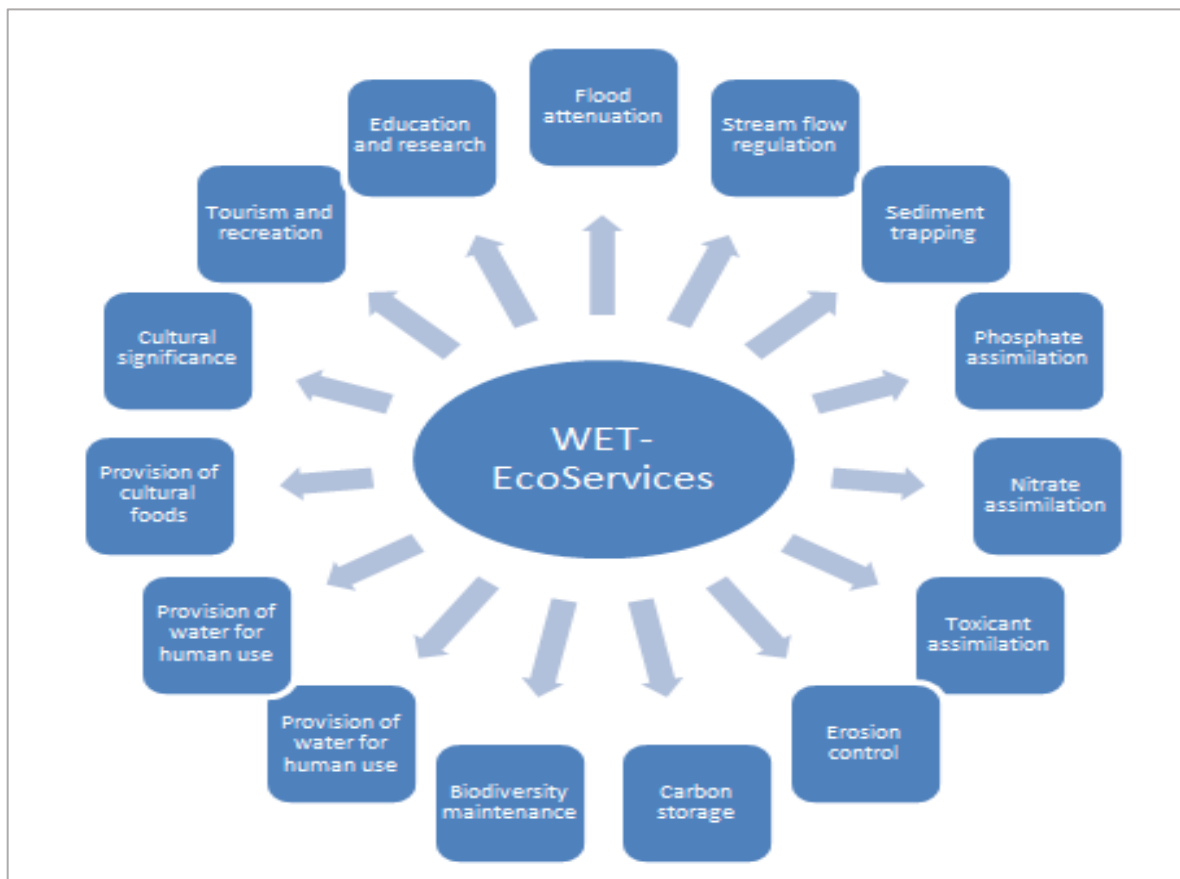 Flood
attenuation
Stream flow
regulation
Sediment
trapping
Phosphate
assimilation
Nitrate
assimilation
Toxicant
assimilation
Erosion
control
Carbon
storage
Biodiversity
maintenance
Provision of
water for
human use
Provision of
water for
human use
Provision of
cultural
foods
Cultural
significance
Tourism and
recreation
Education
and research
WET-
EcoServices